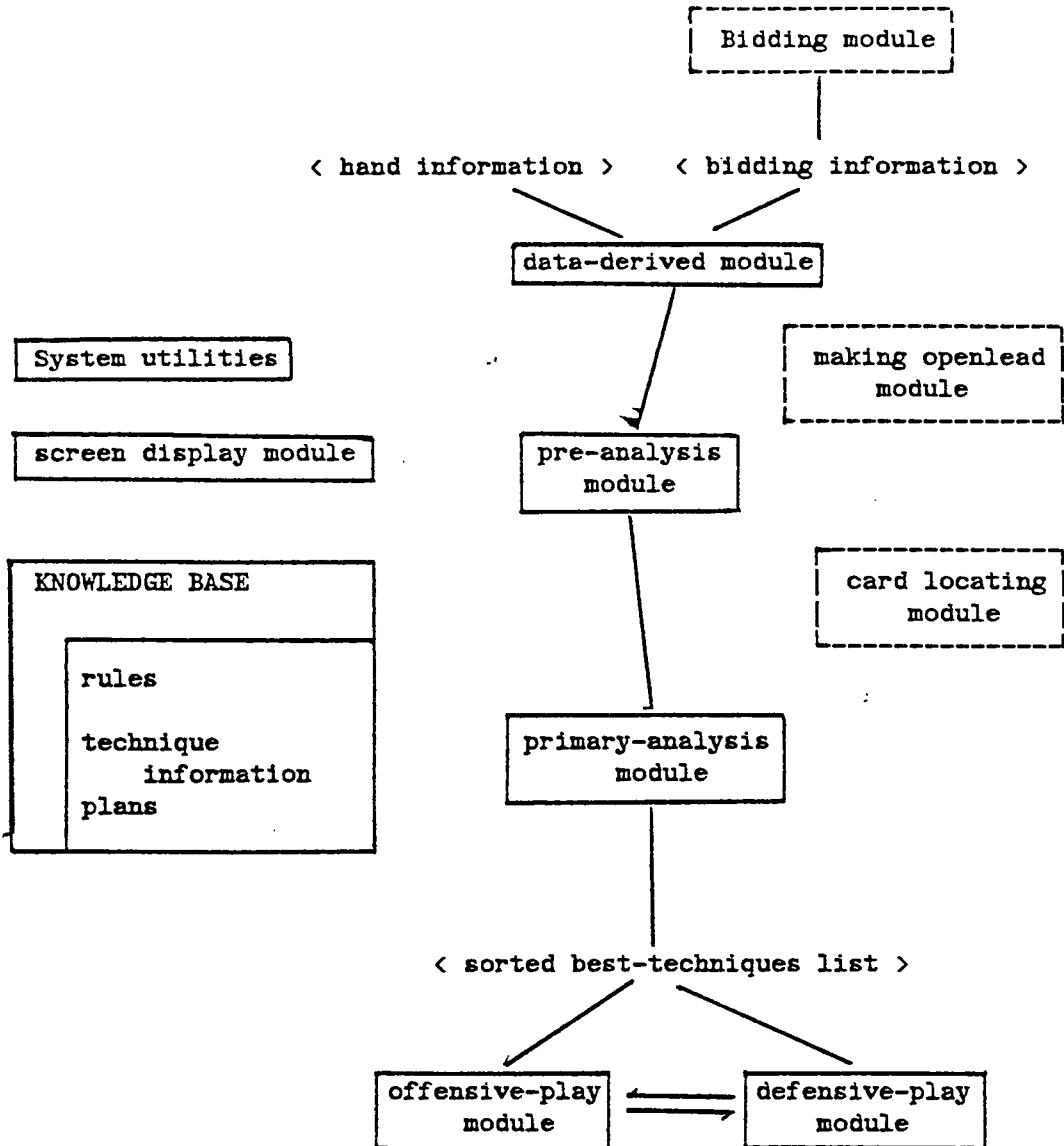 Bidding module
< hand information >
< bidding information >
data-derived module
System utilities
making openlead
module
screen display module
pre-analysis
module
KNOWLEDGE BASE
card locating
module
rules
technique
information
plans
primary-analysis
module
< sorted best-techniques list >
offensive-play
module
defensive-play
module